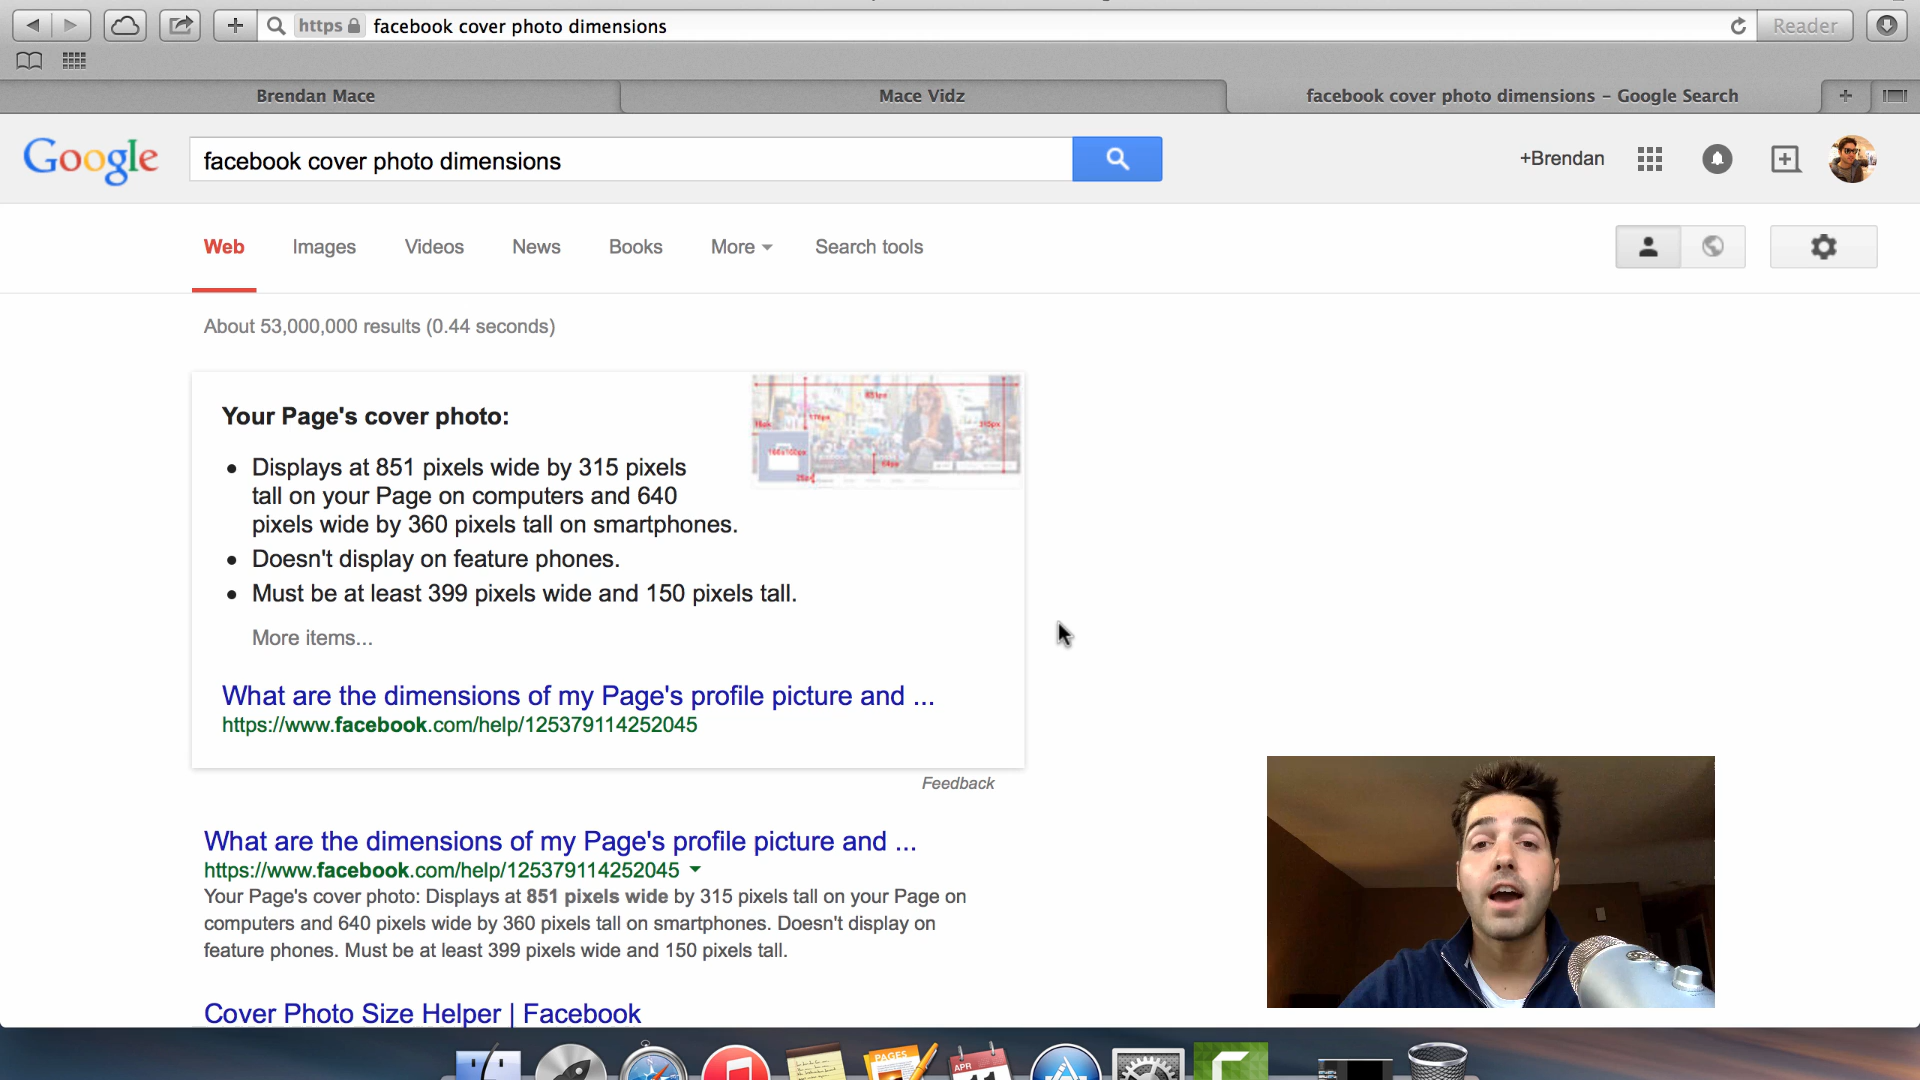 https facebook cover photo dimensions
Reader
Brendan Mace
Mace Vidz
facebook cover photo dimensions – Google Search
Google
facebook cover photo dimensions
+Brendan
Web Images Videos News Books More Search tools
About 53,000,000 results (0.44 seconds)
Your Page's cover photo:
851px
315px
• Displays at 851 pixels wide by 315 pixels
tall on your Page on computers and 640
pixels wide by 360 pixels tall on smartphones.
• Doesn't display on feature phones.
• Must be at least 399 pixels wide and 150 pixels tall.
More items...
What are the dimensions of my Page's profile picture and ...
https://www.facebook.com/help/125379114252045
Feedback
What are the dimensions of my Page's profile picture and ...
https://www.facebook.com/help/125379114252045
Your Page's cover photo: Displays at 851 pixels wide by 315 pixels tall on your Page on
computers and 640 pixels wide by 360 pixels tall on smartphones. Doesn't display on
feature phones. Must be at least 399 pixels wide and 150 pixels tall.
Cover Photo Size Helper | Facebook
PAGES
APR